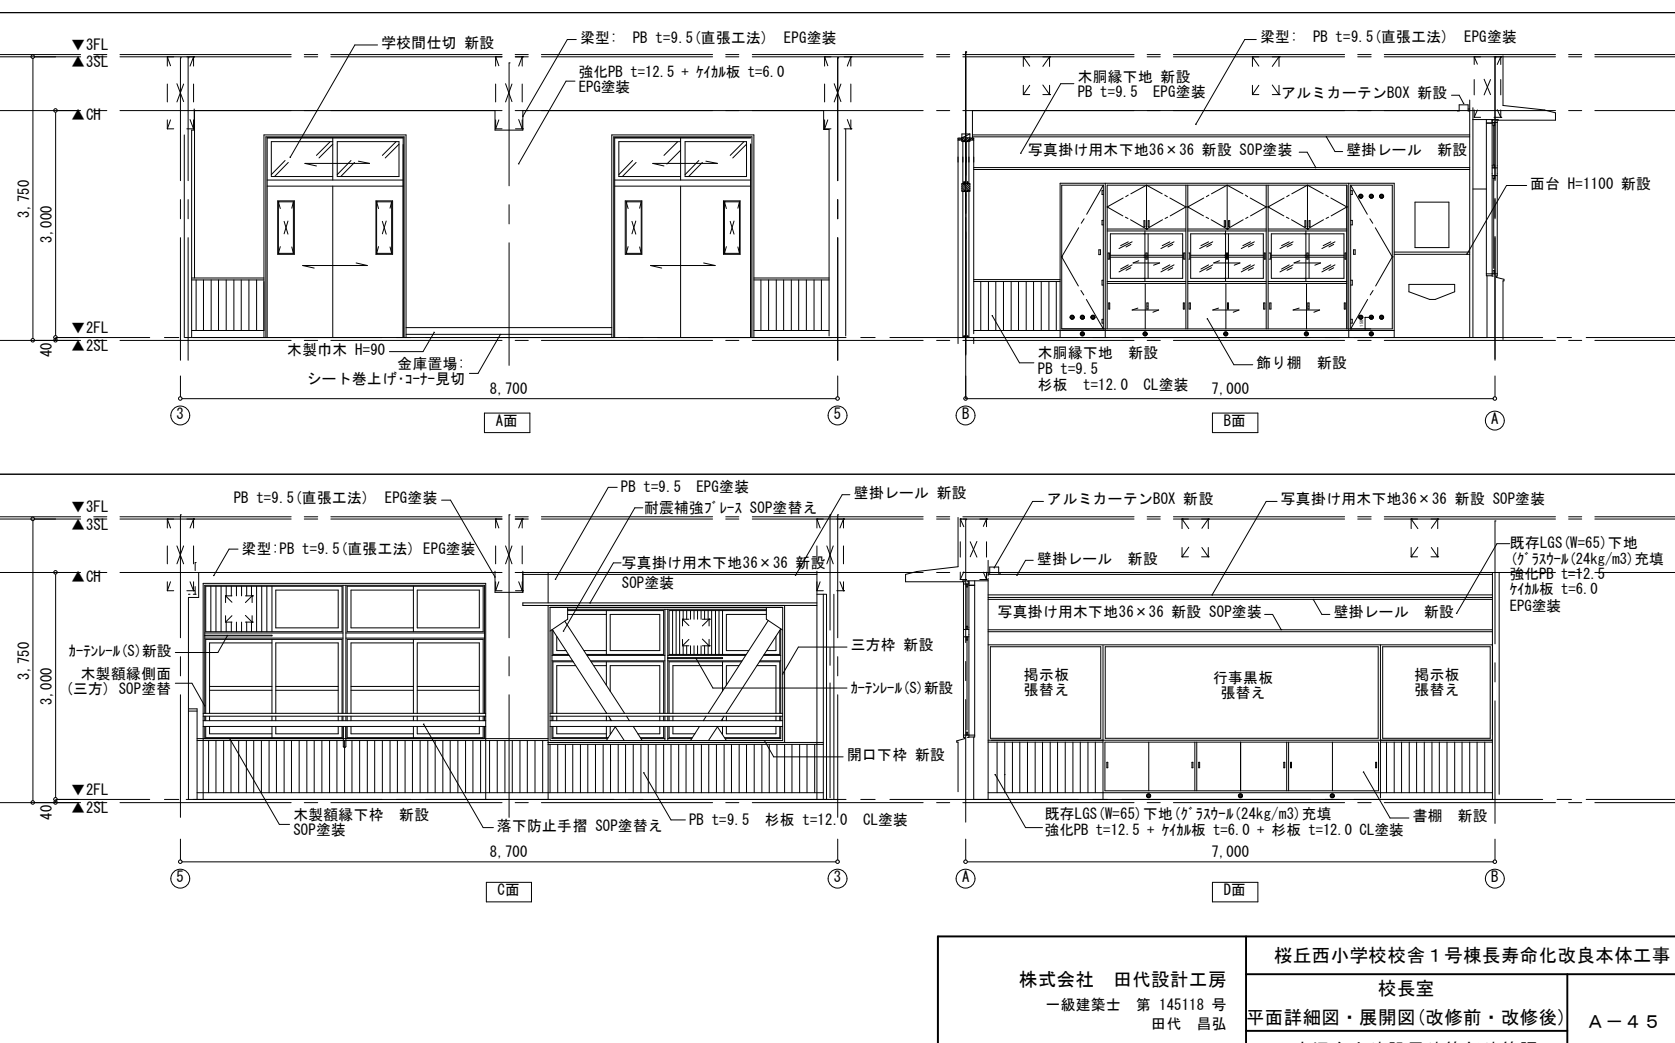 ▼3FL
▲3SL
▲CH
▼2FL
▲2SL
3,750
3,000
40
学校間仕切 新設
梁型: PB t=9.5(直張工法) EPG塗装
強化PB t=12.5 + ケイカル板 t=6.0
EPG塗装
木製巾木 H=90
金庫置場:
シート巻上げ・コーナー見切
8,700
③
⑤
A面
梁型: PB t=9.5(直張工法) EPG塗装
木胴縁下地 新設
PB t=9.5 EPG塗装
アルミカーテンBOX 新設
写真掛け用木下地36×36 新設 SOP塗装
壁掛レール 新設
面台 H=1100 新設
木胴縁下地 新設
PB t=9.5
杉板 t=12.0 CL塗装
飾り棚 新設
7,000
Ⓑ
Ⓐ
B面
▼3FL
▲3SL
▲CH
▼2FL
▲2SL
3,750
3,000
40
PB t=9.5(直張工法) EPG塗装
梁型:PB t=9.5(直張工法) EPG塗装
PB t=9.5 EPG塗装
耐震補強ブレース SOP塗替え
壁掛レール 新設
写真掛け用木下地36×36 新設
SOP塗装
カーテンレール(S)新設
木製額縁側面
(三方) SOP塗替
三方枠 新設
カーテンレール(S)新設
開口下枠 新設
木製額縁下枠 新設
SOP塗装
落下防止手摺 SOP塗替え
PB t=9.5 杉板 t=12.0 CL塗装
8,700
⑤
③
C面
アルミカーテンBOX 新設
写真掛け用木下地36×36 新設 SOP塗装
壁掛レール 新設
既存LGS(W=65)下地
(グラスウール(24kg/m3)充填
強化PB t=12.5
ケイカル板 t=6.0
EPG塗装
写真掛け用木下地36×36 新設 SOP塗装
壁掛レール 新設
掲示板
張替え
行事黒板
張替え
掲示板
張替え
既存LGS(W=65)下地(グラスウール(24kg/m3)充填
強化PB t=12.5 + ケイカル板 t=6.0 + 杉板 t=12.0 CL塗装
書棚 新設
7,000
Ⓐ
Ⓑ
D面
株式会社 田代設計工房
一級建築士 第 145118 号
田代 昌弘
桜丘西小学校校舎1号棟長寿命化改良本体工事
校長室
平面詳細図・展開図(改修前・改修後)
A-45